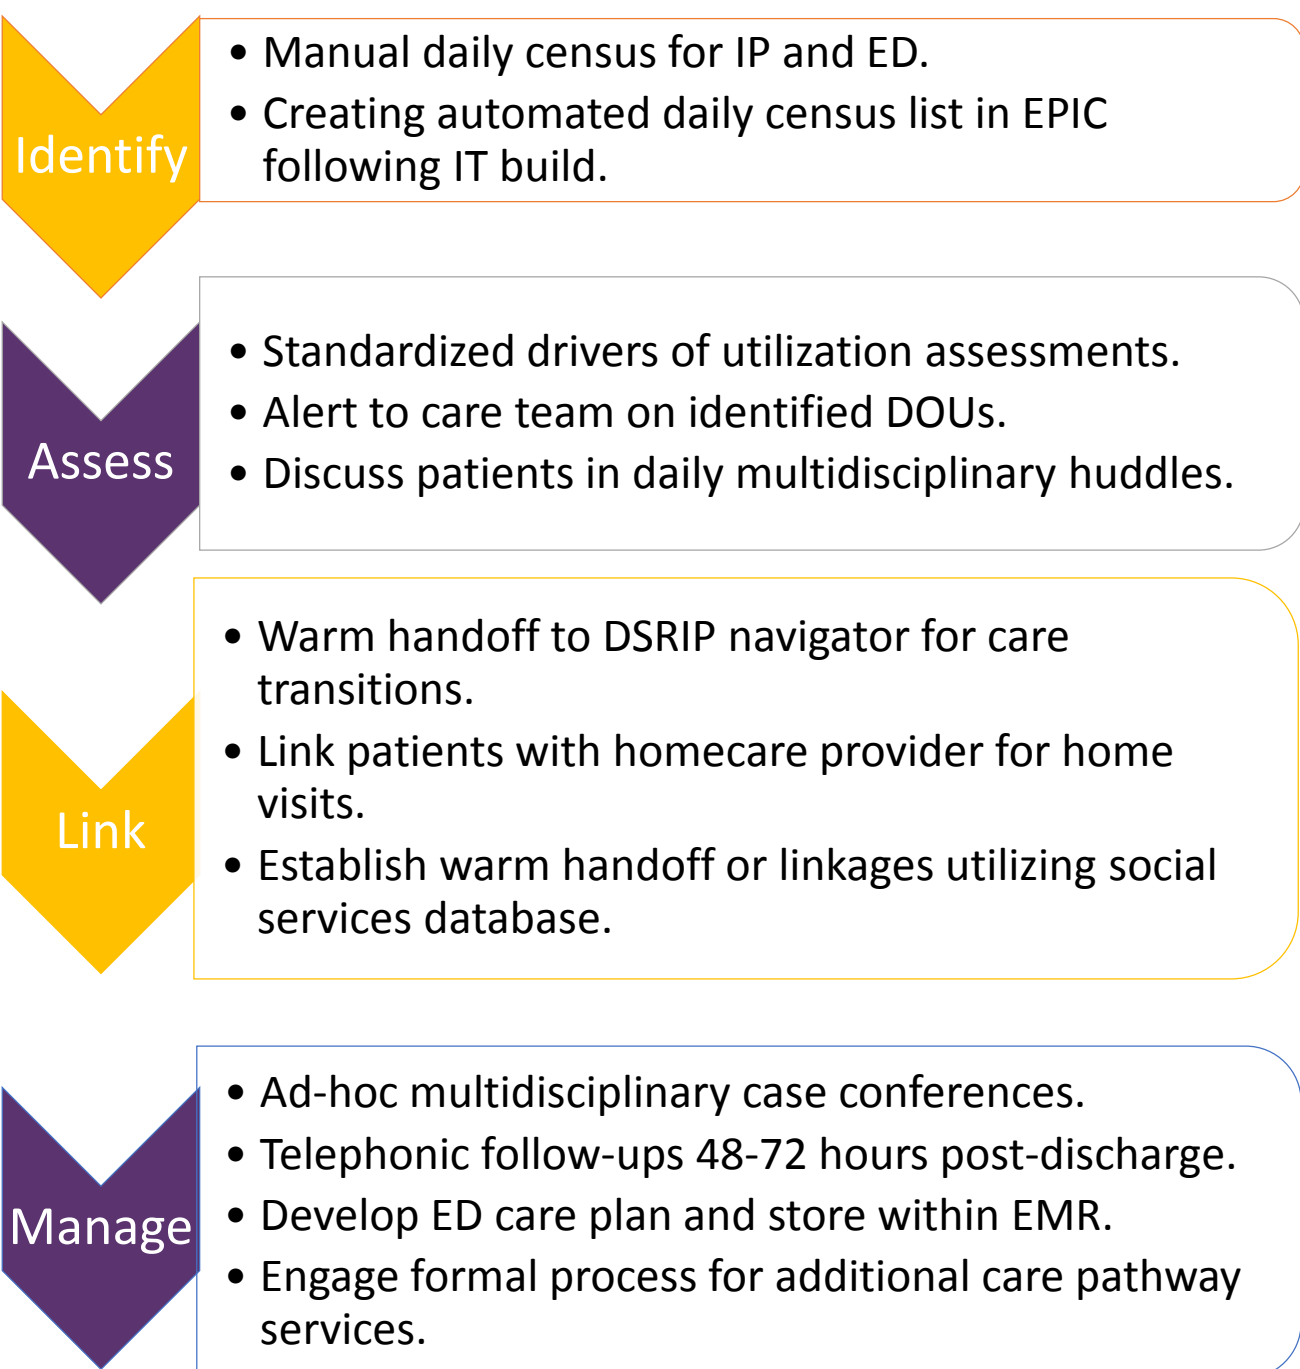 Identify
• Manual daily census for IP and ED.
• Creating automated daily census list in EPIC
following IT build.
Assess
• Standardized drivers of utilization assessments.
• Alert to care team on identified DOUs.
• Discuss patients in daily multidisciplinary huddles.
Link
• Warm handoff to DSRIP navigator for care
transitions.
• Link patients with homecare provider for home
visits.
• Establish warm handoff or linkages utilizing social
services database.
Manage
• Ad-hoc multidisciplinary case conferences.
• Telephonic follow-ups 48-72 hours post-discharge.
• Develop ED care plan and store within EMR.
• Engage formal process for additional care pathway
services.